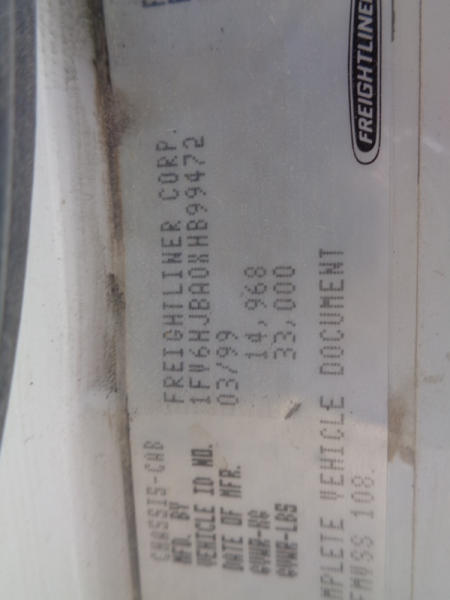 FREIGHTLINER
CHASSIS-CAB
MFD. BY FREIGHTLINER CORP.
VEHICLE ID NO. 1FV6HJBA0XHB99472
DATE OF MFR. 03/99
GVWR-KG 14,968
GVWR-LBS 33,000
MPLETE VEHICLE DOCUMENT
FMVSS 108.